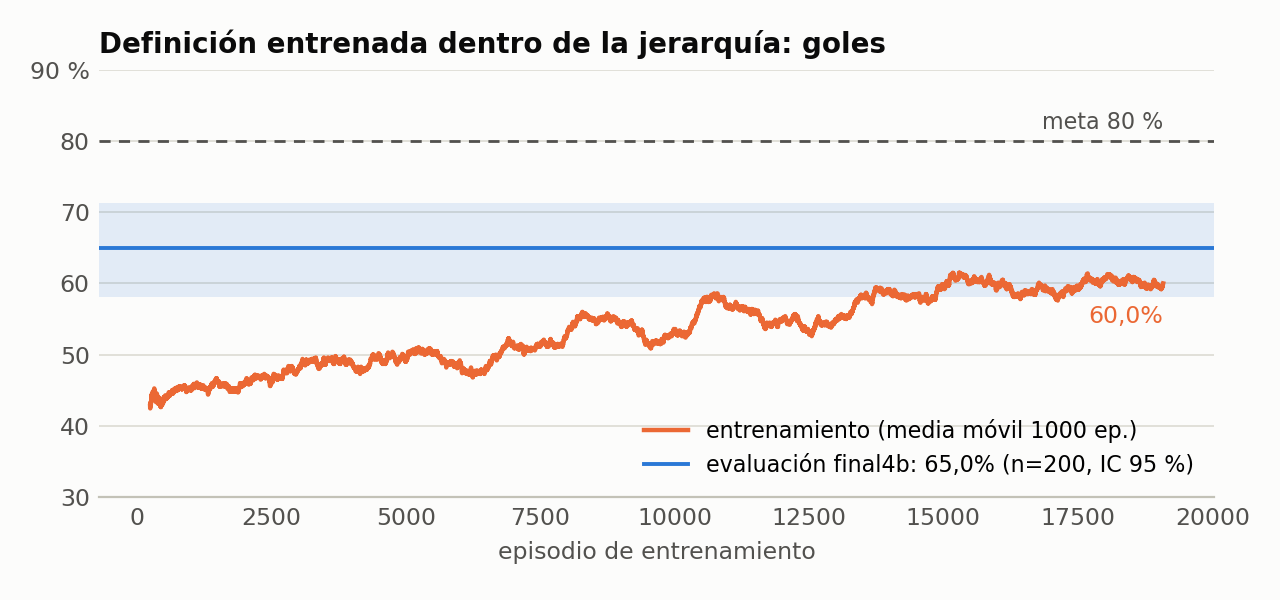 Definición entrenada dentro de la jerarquía: goles
90 %
meta 80 %
80
70
60
60,0%
50
40
entrenamiento (media móvil 1000 ep.)
evaluación final4b: 65,0% (n=200, IC 95 %)
30
0 2500 5000 7500 10000 12500 15000 17500 20000
episodio de entrenamiento